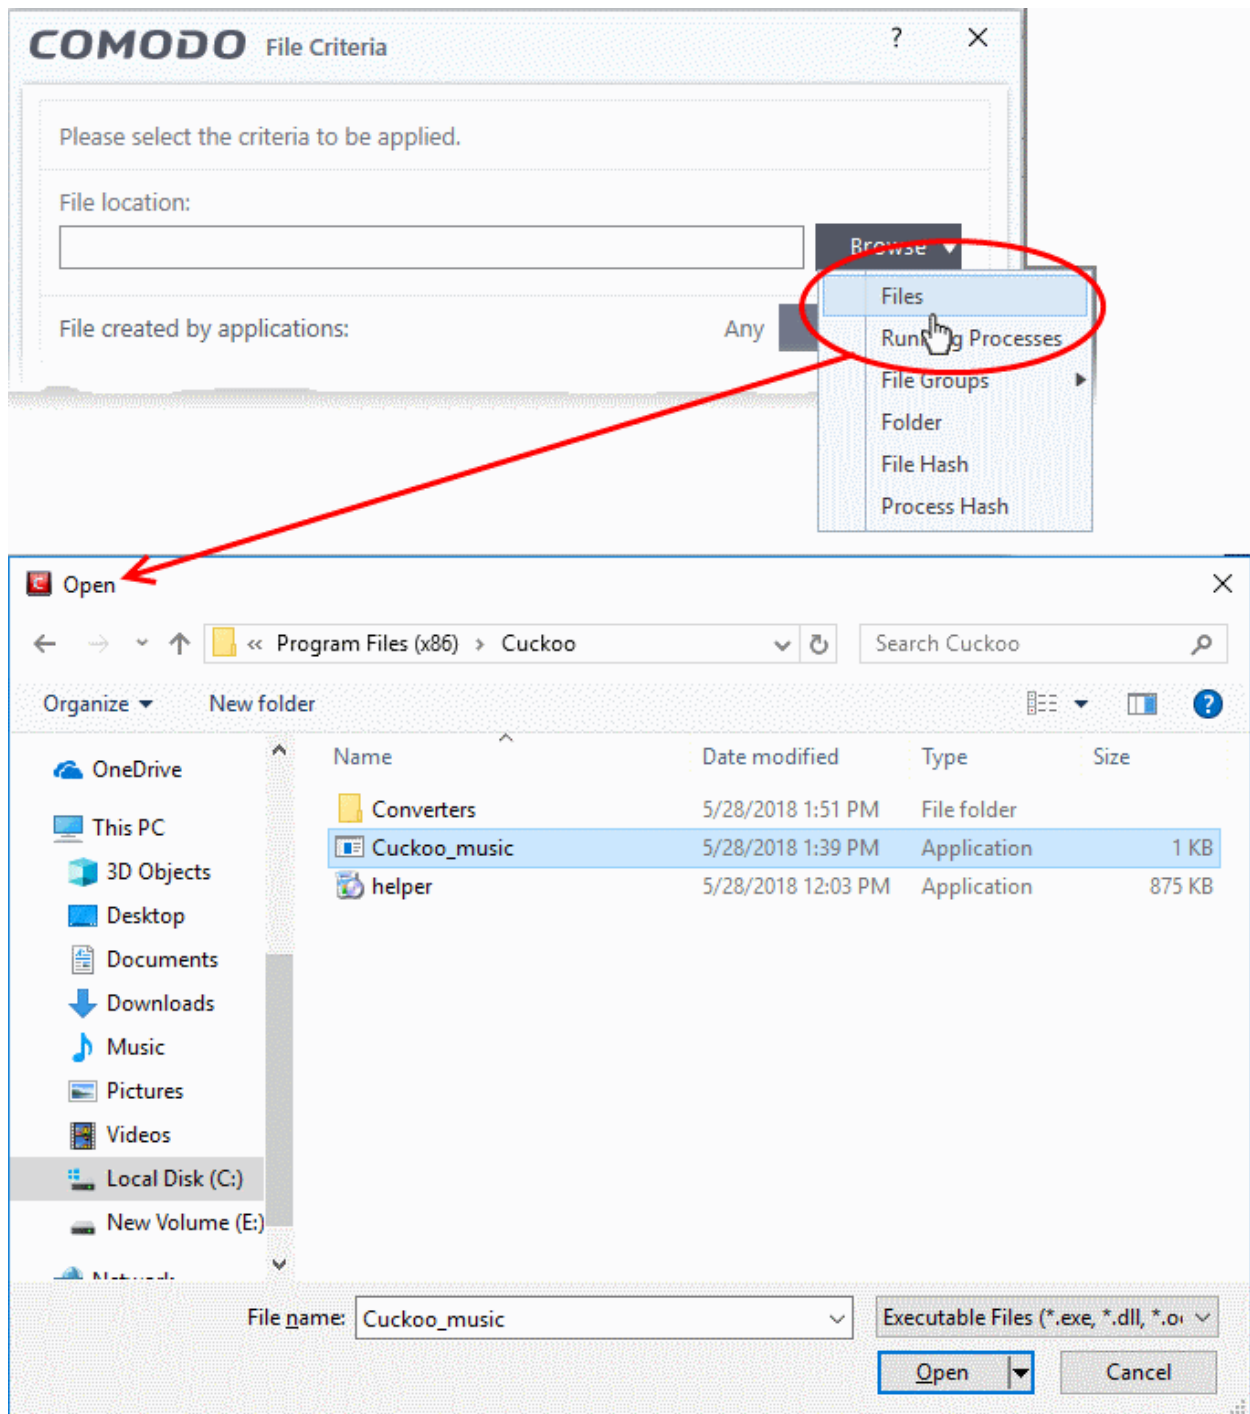 COMODO File Criteria ?
Please select the criteria to be applied.
File location:
Browse
Files
File created by applications: Any
Running Processes
File Groups
Folder
File Hash
Process Hash
Open
« Program Files (x86) › Cuckoo
Search Cuckoo
Organize New folder ?
Name Date modified Type Size
OneDrive
This PC
3D Objects
Desktop
Documents
Downloads
Music
Pictures
Videos
Local Disk (C:)
New Volume (E:)
Network
Converters 5/28/2018 1:51 PM File folder
Cuckoo_music 5/28/2018 1:39 PM Application 1 KB
helper 5/28/2018 12:03 PM Application 875 KB
File name: Cuckoo_music
Executable Files (*.exe, *.dll, *.o
Open Cancel